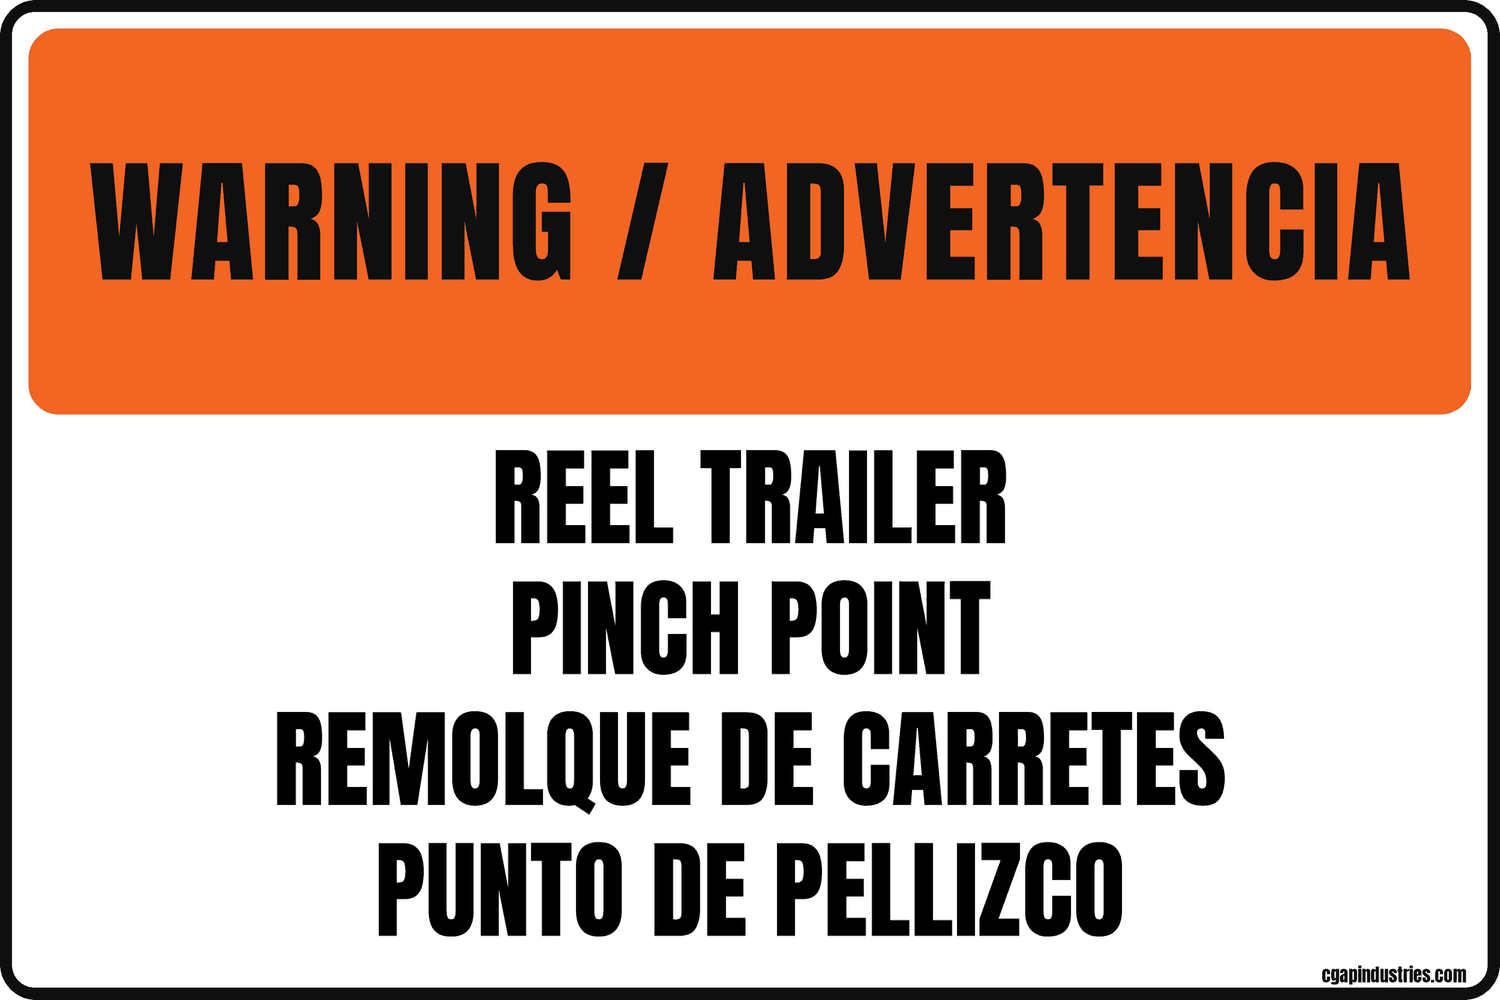 WARNING / ADVERTENCIA
REEL TRAILER
PINCH POINT
REMOLQUE DE CARRETES
PUNTO DE PELLIZCO
cgapindustries.com